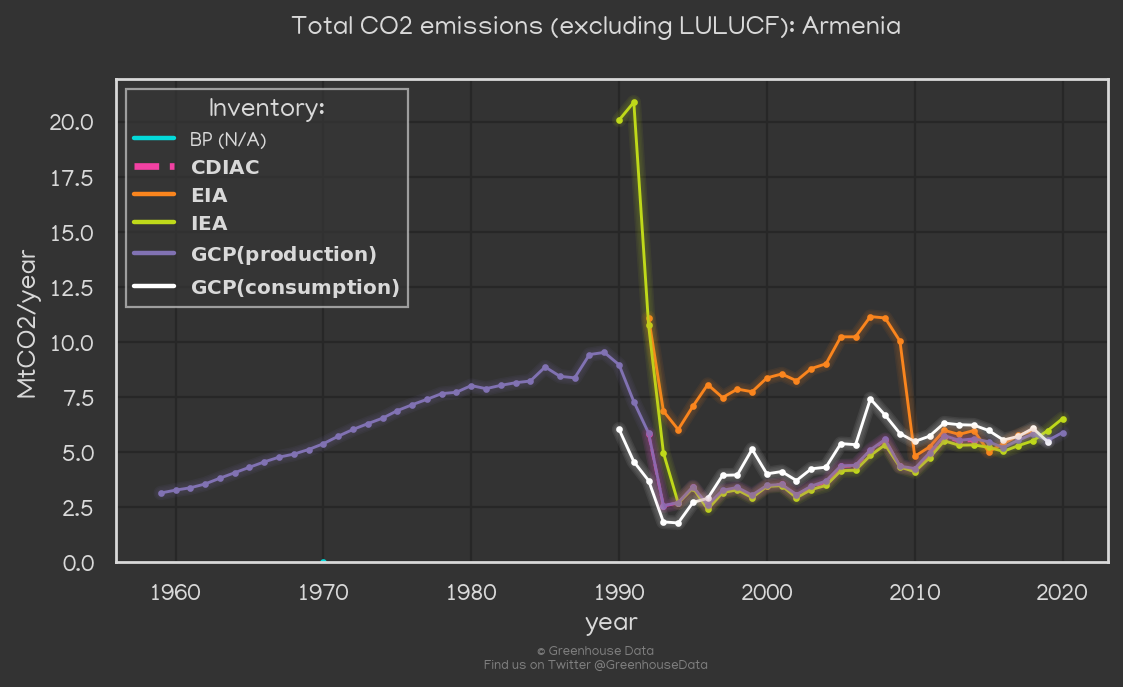 Total CO2 emissions (excluding LULUCF): Armenia
Inventory:
BP (N/A)
CDIAC
EIA
IEA
GCP(production)
GCP(consumption)
MtCO2/year
20.0
17.5
15.0
12.5
10.0
7.5
5.0
2.5
0.0
1960 1970 1980 1990 2000 2010 2020
year
© Greenhouse Data
Find us on Twitter @GreenhouseData